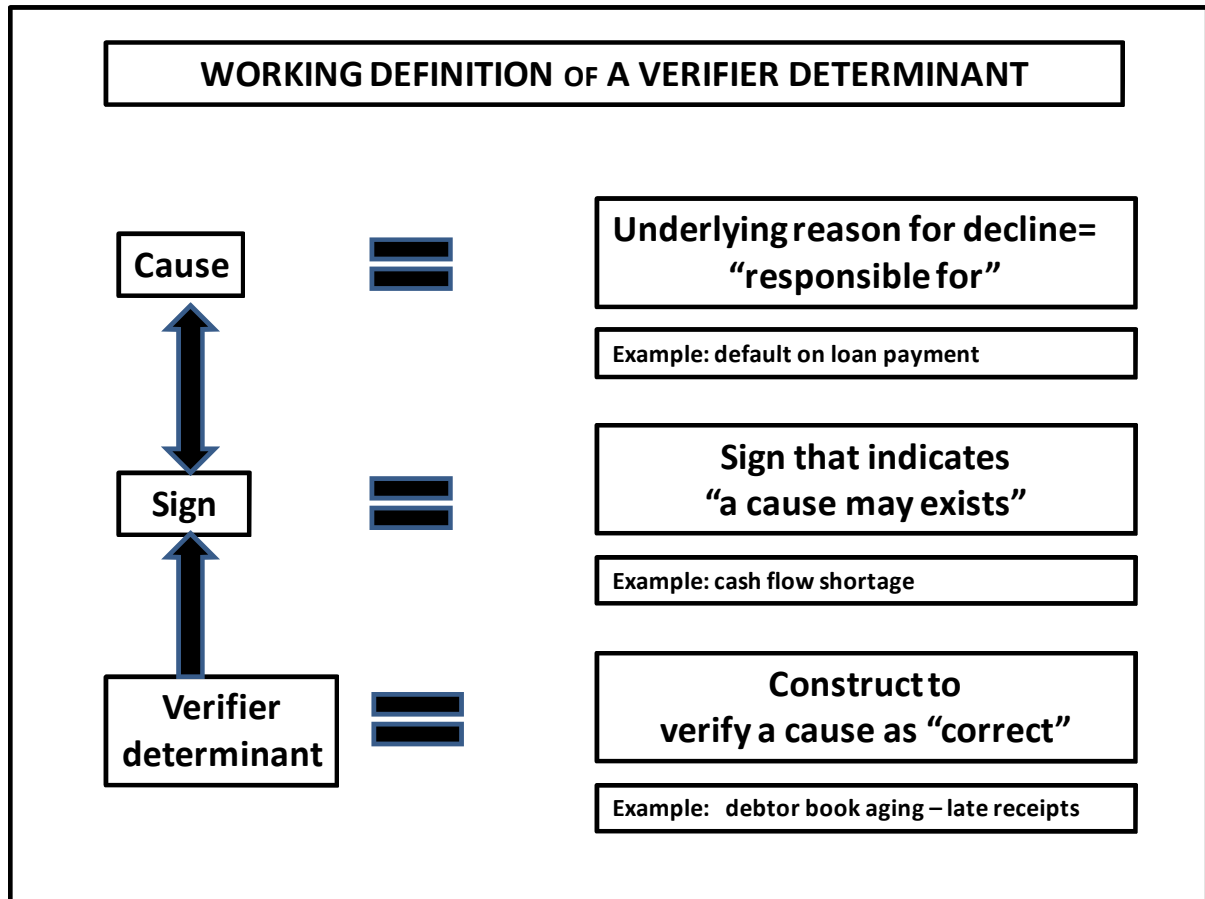 WORKING DEFINITION OF A VERIFIER DETERMINANT
Cause
Underlying reason for decline=
“responsible for”
Example: default on loan payment
Sign
Sign that indicates
“a cause may exists”
Example: cash flow shortage
Verifier
determinant
Construct to
verify a cause as “correct”
Example: debtor book aging – late receipts